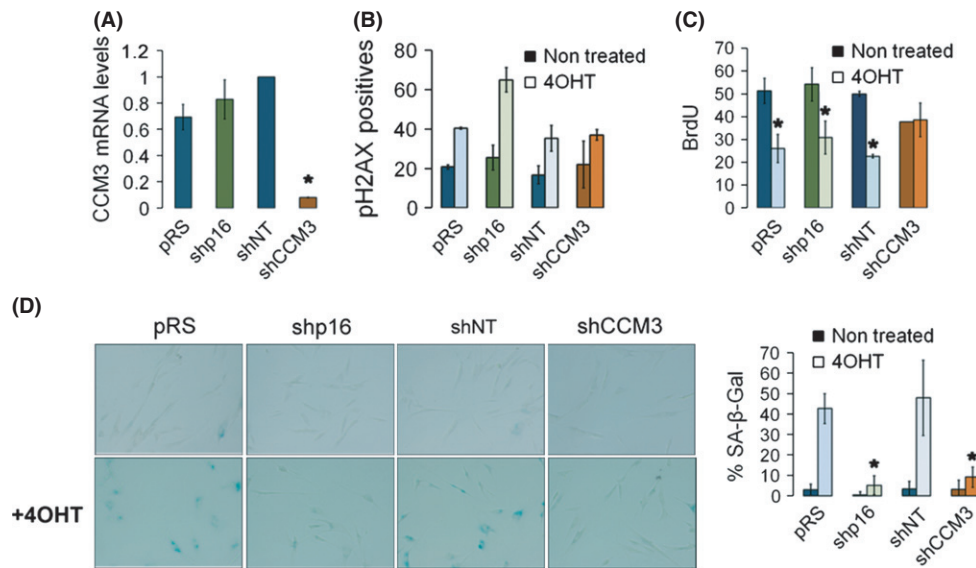 (A)
CCM3 mRNA levels
1.2
1
0.8
0.6
0.4
0.2
0
*
pRS
shp16
shNT
shCCM3
(B)
pH2AX positives
80
60
40
20
0
Non treated
4OHT
pRS
shp16
shNT
shCCM3
(C)
BrdU
70
60
50
40
30
20
10
0
Non treated
4OHT
* * *
pRS
shp16
shNT
shCCM3
(D)
pRS shp16 shNT shCCM3
+4OHT
% SA-β-Gal
70
60
50
40
30
20
10
0
Non treated
4OHT
* *
pRS
shp16
shNT
shCCM3